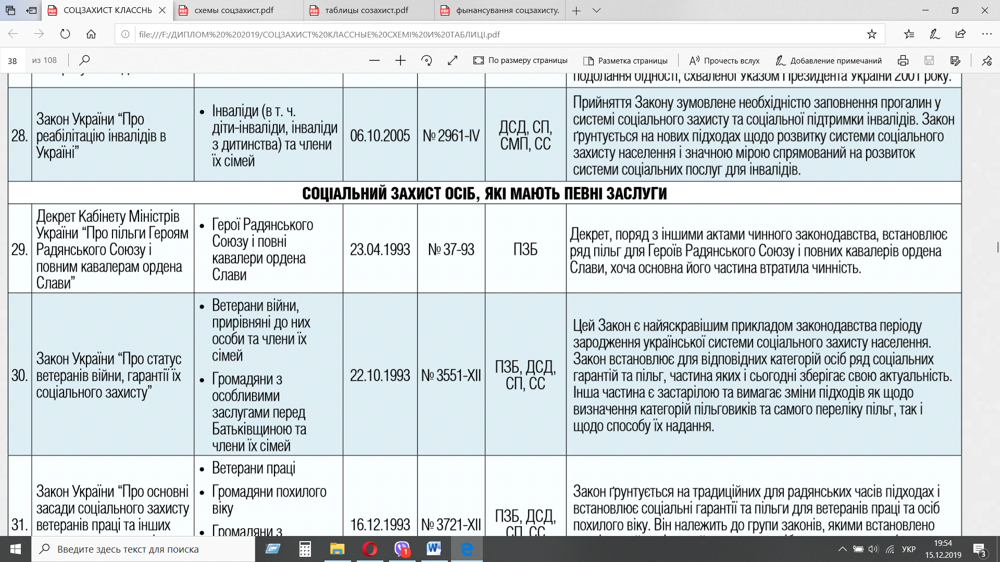 СОЦЗАХИСТ КЛАССНЬ
схемы соцзахист.pdf
таблицы созахист.pdf
фынансування соцзахисту.
file:///F:/ДИПЛОМ%20%202019/СОЦЗАХИСТ%20КЛАССНЫЕ%20СХЕМІ%20И%20ТАБЛИЦІ.pdf
38
из 108
По размеру страницы
Разметка страницы
Прочесть вслух
Добавление примечаний
подолання бідності, схваленої Указом Президента України 2001 року.
28.
Закон України “Про
реабілітацію інвалідів в
Україні”
• Інваліди (в т. ч.
діти-інваліди, інваліди
з дитинства) та члени
їх сімей
06.10.2005
№ 2961-IV
ДСД, СП,
СМП, СС
Прийняття Закону зумовлене необхідністю заповнення прогалин у
системі соціального захисту та соціальної підтримки інвалідів. Закон
ґрунтується на нових підходах щодо розвитку системи соціального
захисту населення і значною мірою спрямований на розвиток
системи соціальних послуг для інвалідів.
СОЦІАЛЬНИЙ ЗАХИСТ ОСІБ, ЯКІ МАЮТЬ ПЕВНІ ЗАСЛУГИ
29.
Декрет Кабінету Міністрів
України “Про пільги Героям
Радянського Союзу і
повним кавалерам ордена
Слави”
• Герої Радянського
Союзу і повні
кавалери ордена
Слави
23.04.1993
№ 37-93
ПЗБ
Декрет, поряд з іншими актами чинного законодавства, встановлює
ряд пільг для Героїв Радянського Союзу і повних кавалерів ордена
Слави, хоча основна його частина втратила чинність.
30.
Закон України “Про статус
ветеранів війни, гарантії їх
соціального захисту”
• Ветерани війни,
прирівняні до них
особи та члени їх
сімей
• Громадяни з
особливими
заслугами перед
Батьківщиною та
члени їх сімей
22.10.1993
№ 3551-XII
ПЗБ, ДСД,
СП, СС
Цей Закон є найяскравішим прикладом законодавства періоду
зародження української системи соціального захисту населення.
Закон встановлює для відповідних категорій осіб ряд соціальних
гарантій та пільг, частина яких і сьогодні зберігає свою актуальність.
Інша частина є застарілою та вимагає зміни підходів як щодо
визначення категорій пільговиків та самого переліку пільг, так і
щодо способу їх надання.
31.
Закон України “Про основні
засади соціального захисту
ветеранів праці та інших
• Ветерани праці
• Громадяни похилого
віку
• Громадяни з
16.12.1993
№ 3721-XII
ПЗБ, ДСД,
СП, СС
Закон ґрунтується на традиційних для радянських часів підходах і
встановлює соціальні гарантії та пільги для ветеранів праці та осіб
похилого віку. Він належить до групи законів, якими встановлено
Введите здесь текст для поиска
1
УКР
19:54
15.12.2019
3